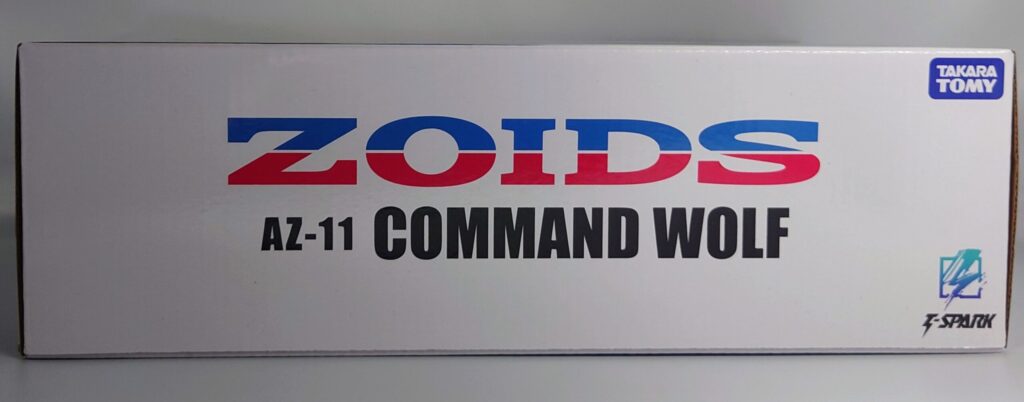 TAKARA
TOMY
ZOIDS
AZ-11 COMMAND WOLF
T-SPARK